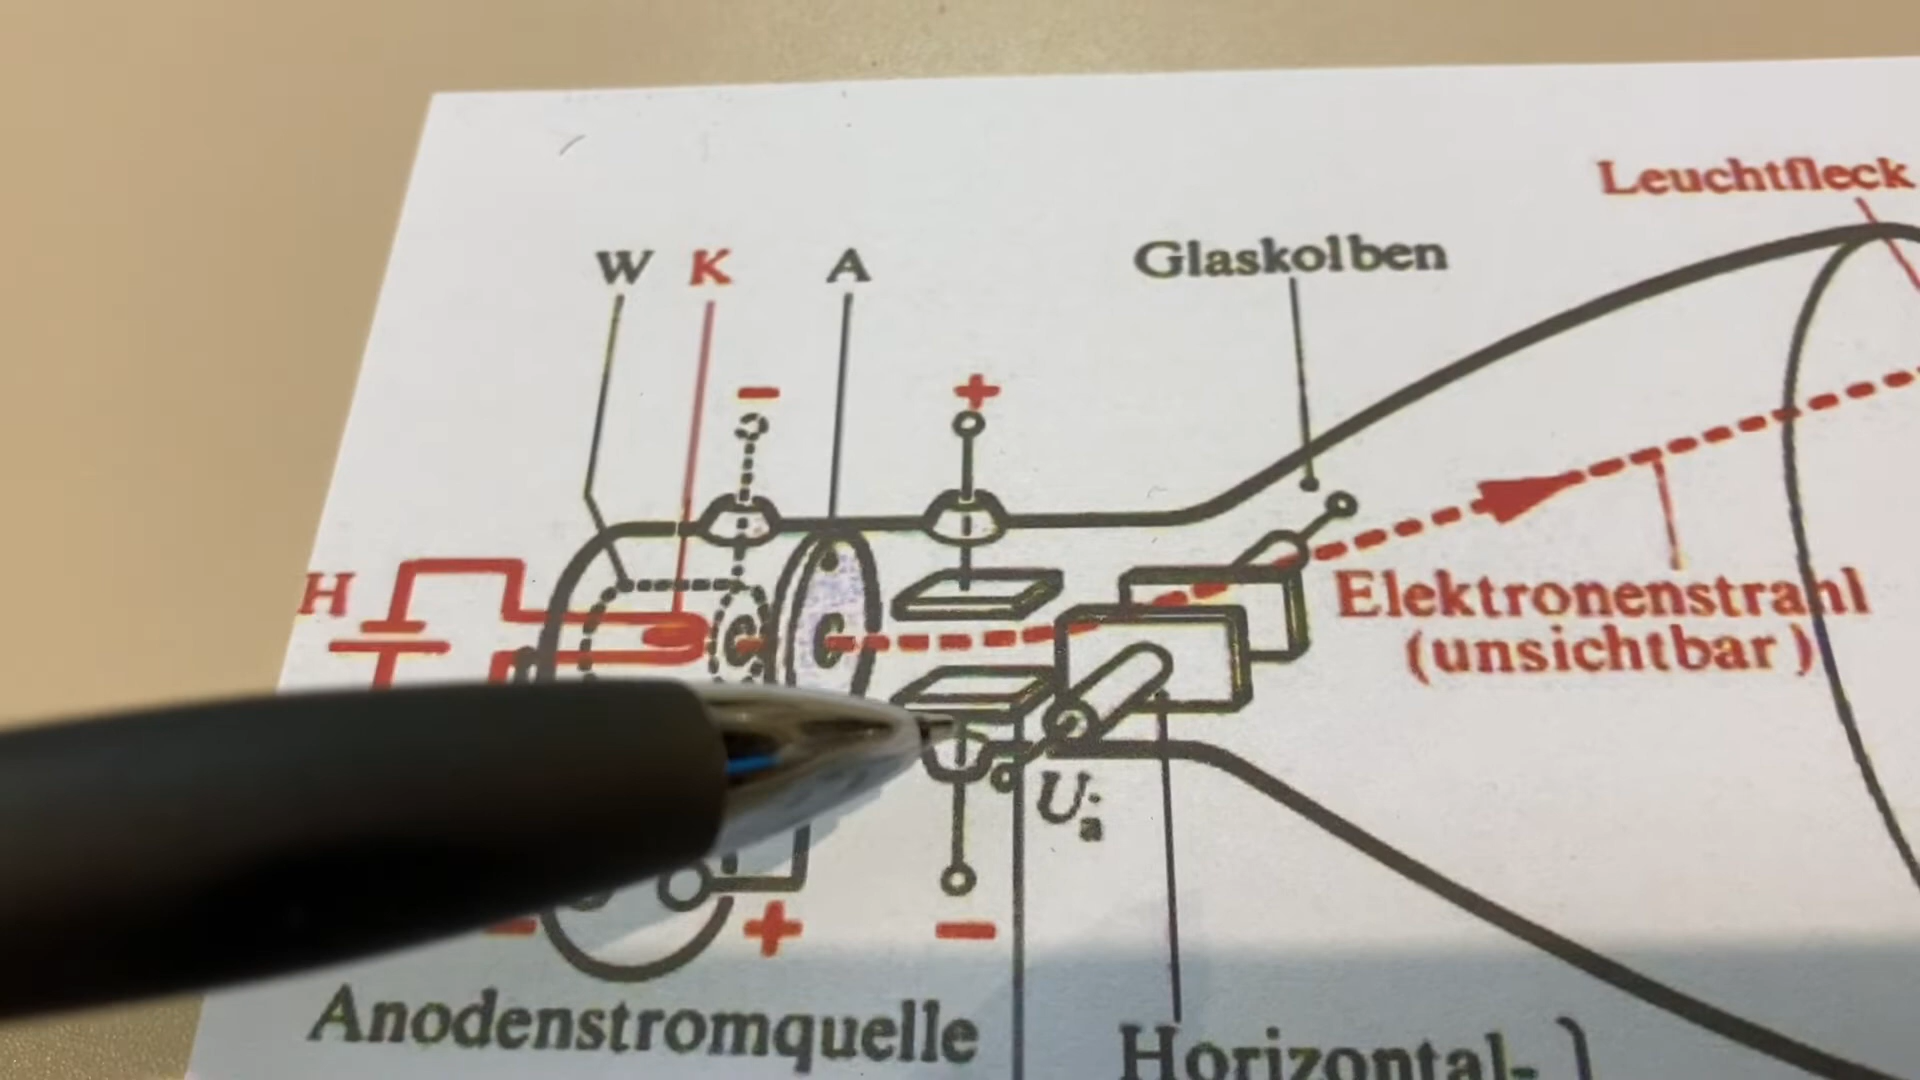 Leuchtfleck
W K A
Glaskolben
- +
H
Elektronenstrahl
(unsichtbar)
Ua
- + -
Anodenstromquelle
Horizontal-